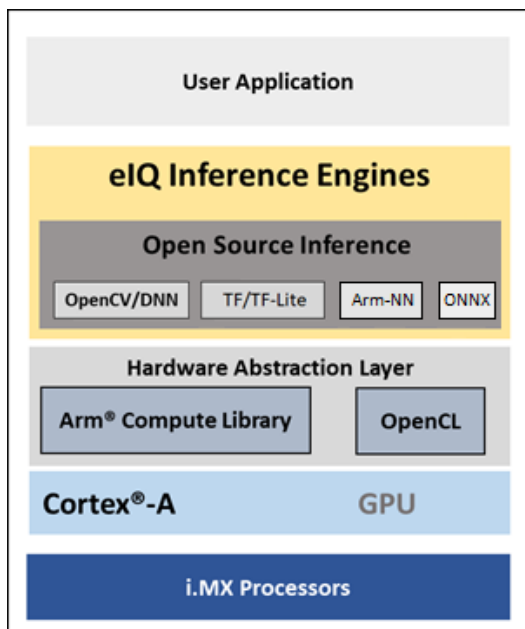 User Application
eIQ Inference Engines
Open Source Inference
OpenCV/DNN TF/TF-Lite Arm-NN ONNX
Hardware Abstraction Layer
Arm® Compute Library OpenCL
Cortex®-A GPU
i.MX Processors